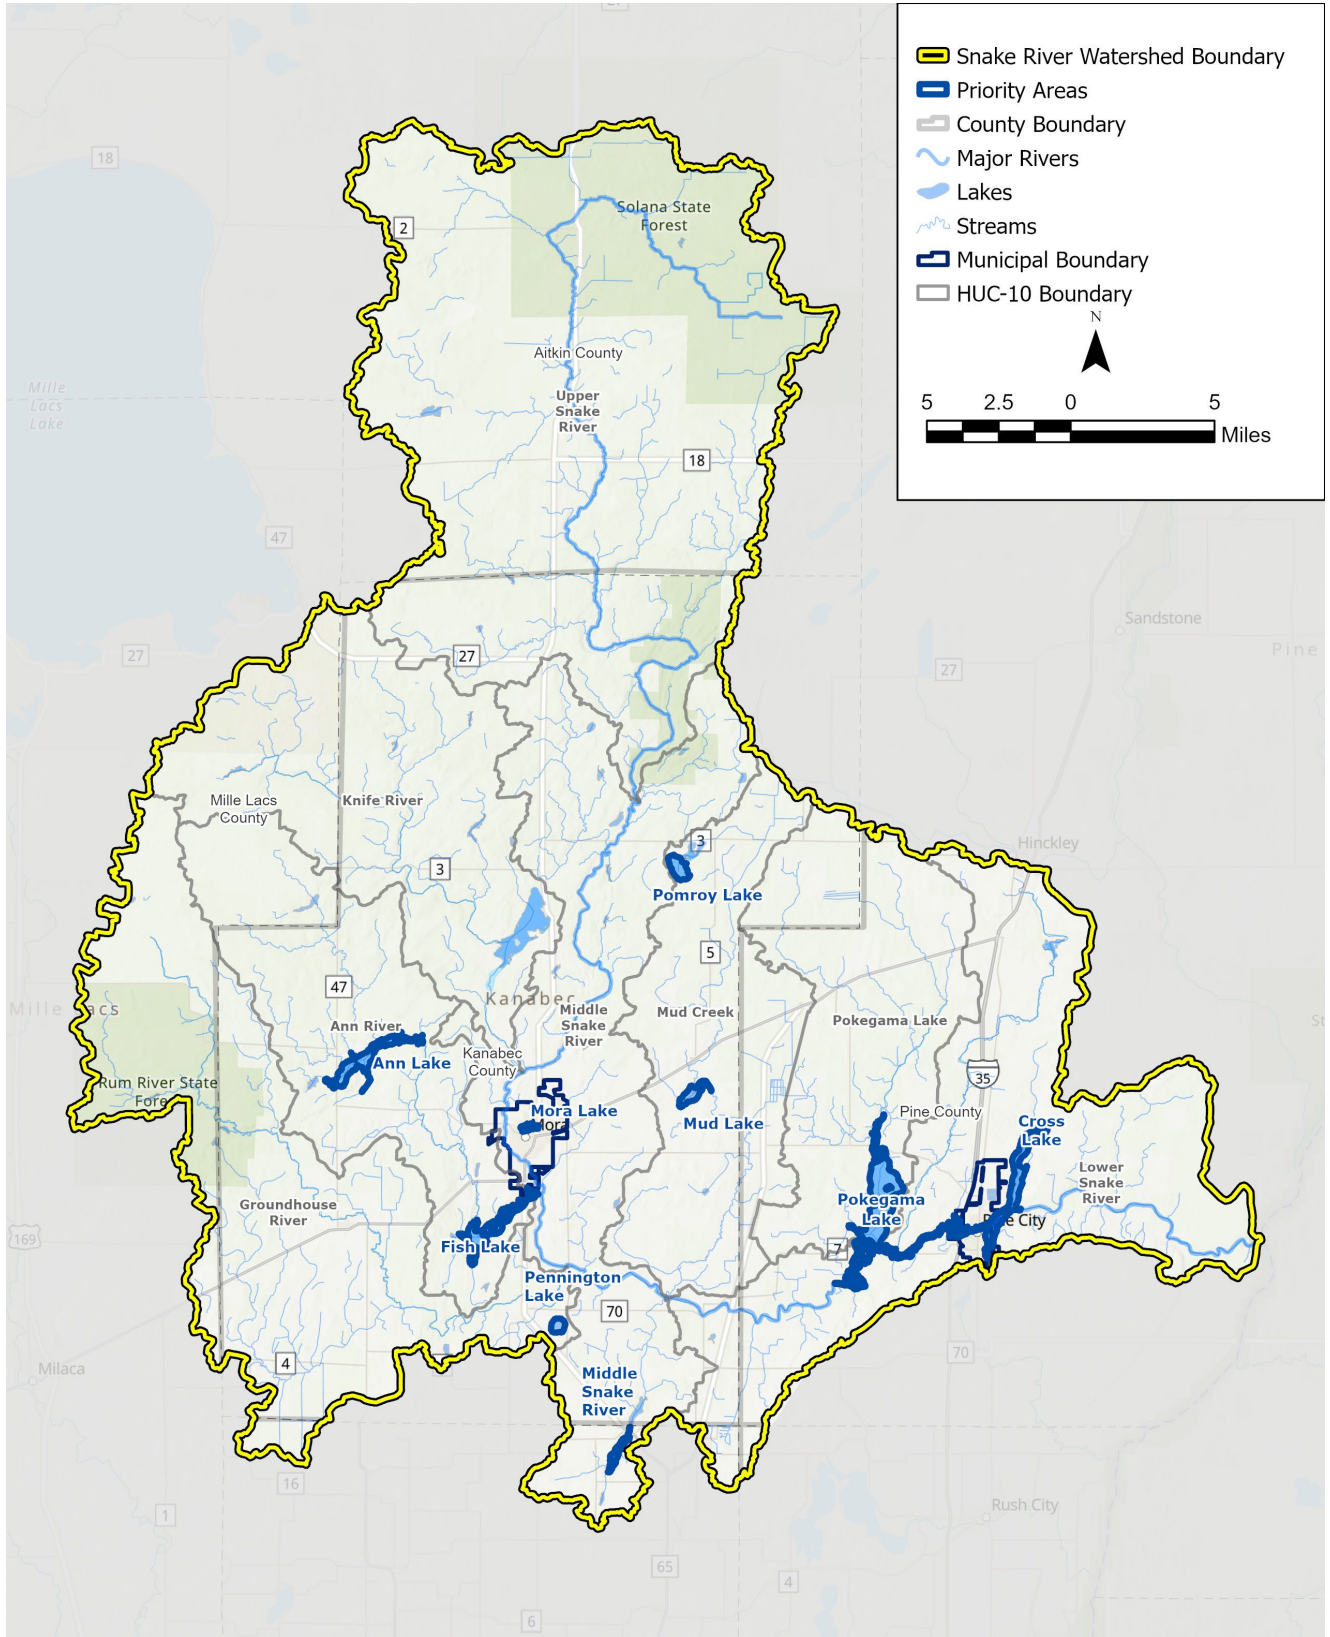 Snake River Watershed Boundary
Priority Areas
County Boundary
Major Rivers
Lakes
Streams
Municipal Boundary
HUC-10 Boundary
N
5 2.5 0 5
Miles
18
2
Solana State
Forest
Aitkin County
Mille
Lacs
Lake
Upper
Snake
River
18
47
Sandstone
27
27
27
Pine
Mille Lacs
County
Knife River
3
3
Hinckley
Pomroy Lake
5
47
Kanabec
Mille Lacs
Ann River
Middle
Snake
River
Mud Creek
Pokegama Lake
Kanabec
County
Ann Lake
35
Rum River State
Fore
Mora Lake
Mora
Mud Lake
Pine County
Cross
Lake
Lower
Snake
River
Groundhouse
River
Pokegama
Lake
e City
169
Fish Lake
7
Pennington
Lake
70
70
4
Milaca
Middle
Snake
River
16
1
Rush City
65
4
6